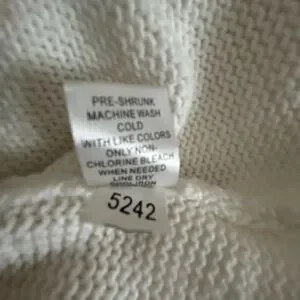 PRE-SHRUNK
MACHINE WASH
COLD
WITH LIKE COLORS
ONLY NON-
CHLORINE BLEACH
WHEN NEEDED
LINE DRY
5242